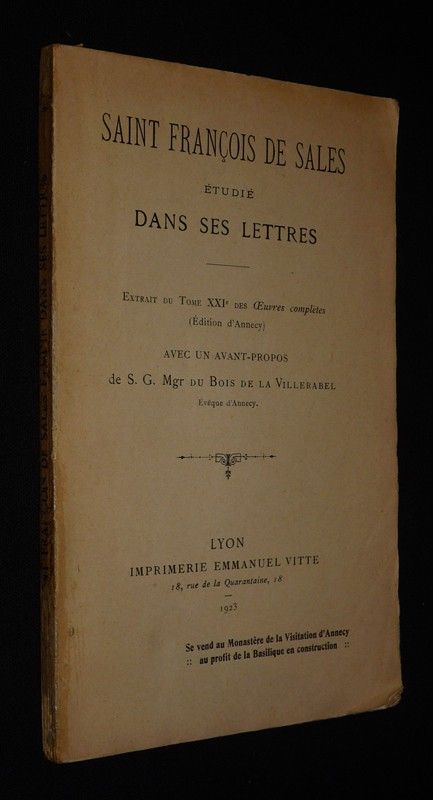 SAINT FRANÇOIS DE SALES
ÉTUDIÉ
DANS SES LETTRES
EXTRAIT DU TOME XXIe DES Œuvres complètes
(Édition d'Annecy)
AVEC UN AVANT-PROPOS
de S. G. Mgr DU BOIS DE LA VILLERABEL
Évêque d'Annecy.
LYON
IMPRIMERIE EMMANUEL VITTE
18, rue de la Quarantaine, 18
1923
Se vend au Monastère de la Visitation d'Annecy
:: au profit de la Basilique en construction ::